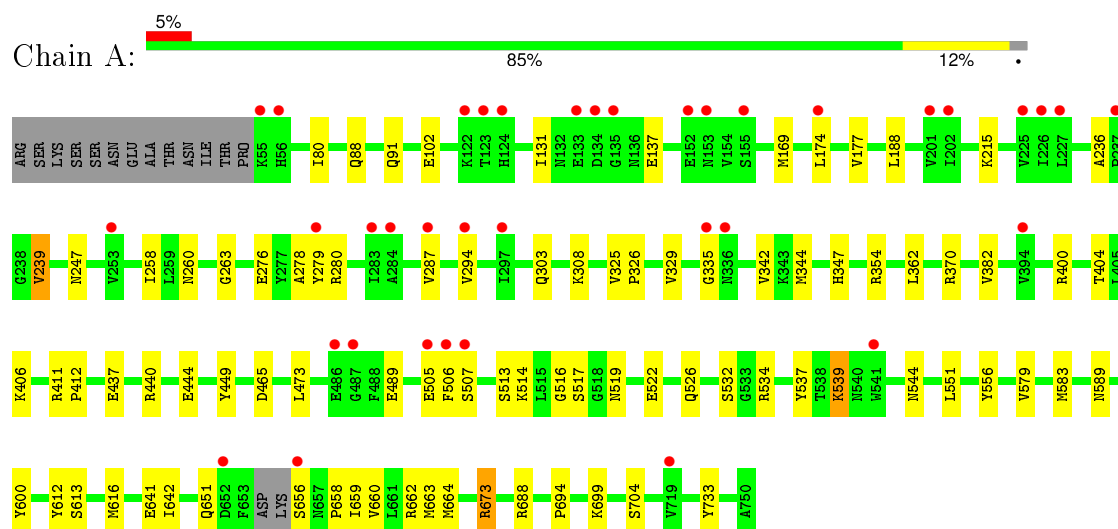 5%
Chain A:
85%
12%
•
ARG SER LYS SER SER ASN GLU ALA THR ASN ILE THR PRO K55 H56 I80 Q88 Q91 E102 K122 T123 H124 I131 N132 E133 D134 G135 N136 E137 E152 N153 V154 S155 M169 L174 V177 L188 V201 I202 K215 V225 I226 L227 A236
G238 V239 N247 V253 I258 L259 N260 G263 E276 Y277 A278 Y279 R280 I283 A284 V287 V294 I297 Q303 K308 V325 P326 V329 G335 N336 V342 K343 M344 H347 R354 L362 R370 V382 V394 R400 T404 L405
K406 R411 P412 E437 R440 E444 Y449 D465 L473 E486 G487 F488 E489 E505 F506 S507 S513 K514 L515 G516 S517 G518 N519 E522 Q526 S532 G533 R534 Y537 T538 K539 N540 W541 N544 L551 Y556 V579 M583 N589
Y600 Y612 S613 M616 E641 I642 Q651 D652 F653 ASP LYS S656 N657 P658 I659 V660 L661 R662 M663 M664 R673 R688 P694 K699 S704 V719 Y733 A750